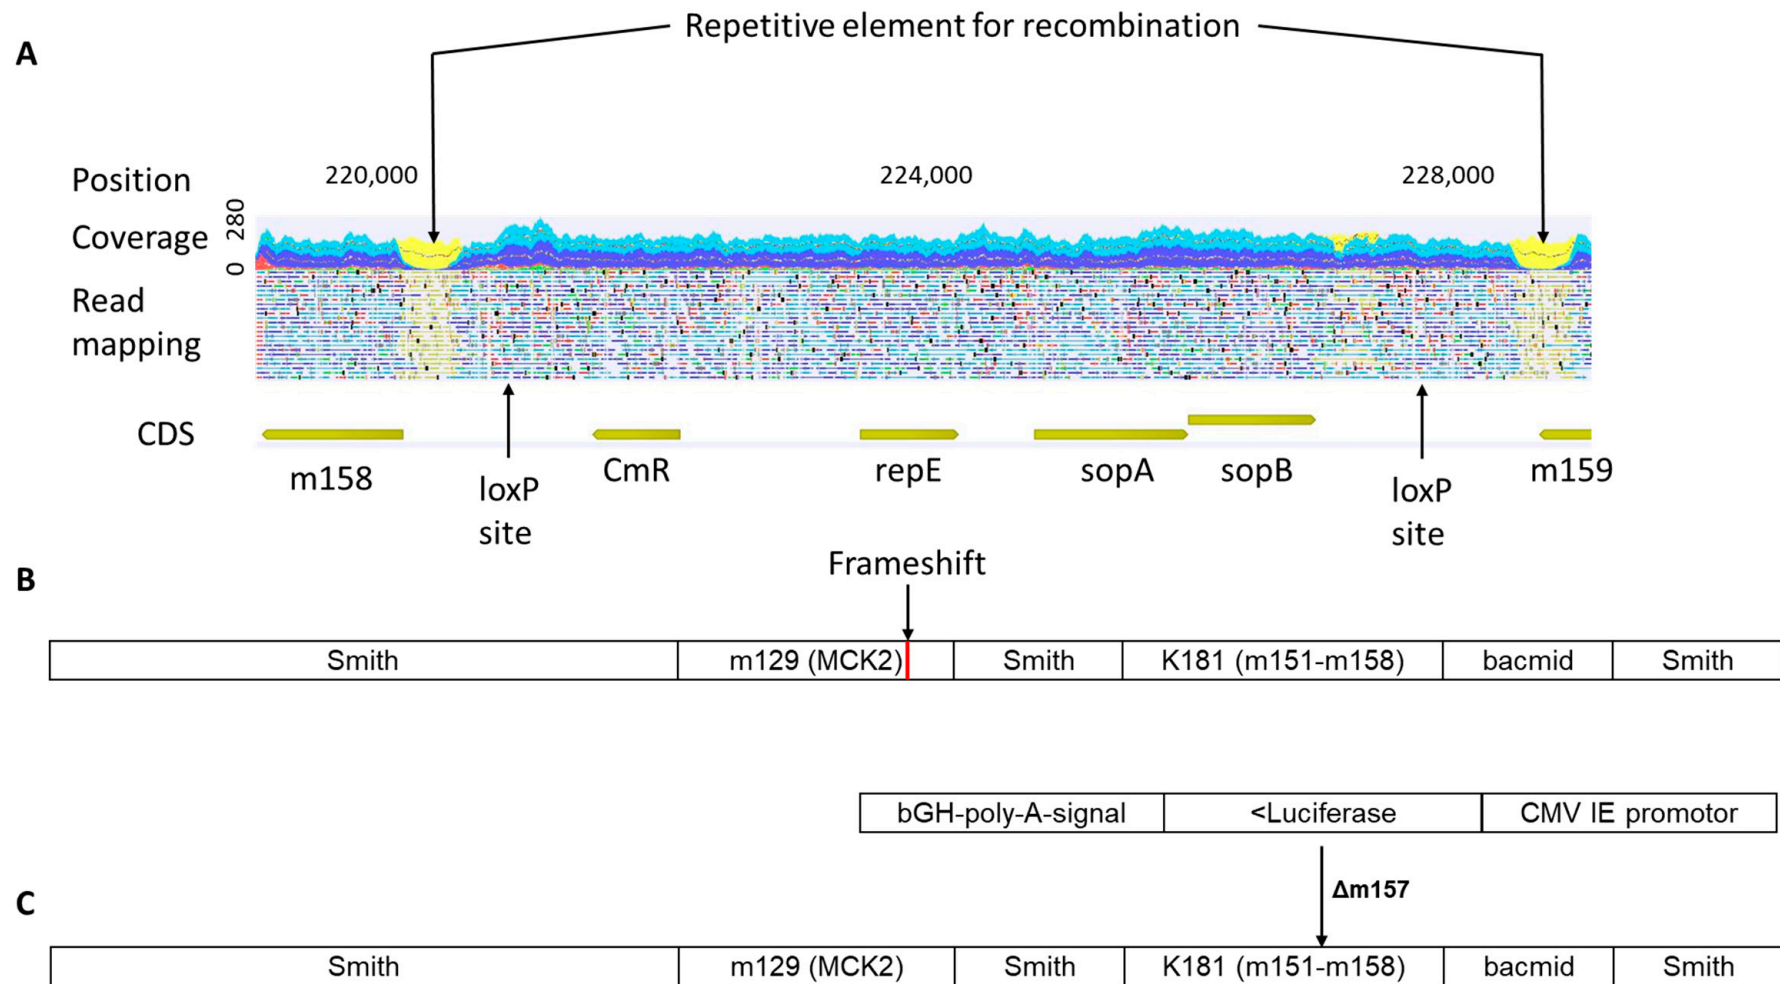 A
Repetitive element for recombination
Position
220,000
224,000
228,000
Coverage
280
0
Read
mapping
CDS
m158
loxP
site
CmR
repE
sopA
sopB
loxP
site
m159
B
Frameshift
Smith
m129 (MCK2)
Smith
K181 (m151-m158)
bacmid
Smith
bGH-poly-A-signal
<Luciferase
CMV IE promotor
Δm157
C
Smith
m129 (MCK2)
Smith
K181 (m151-m158)
bacmid
Smith